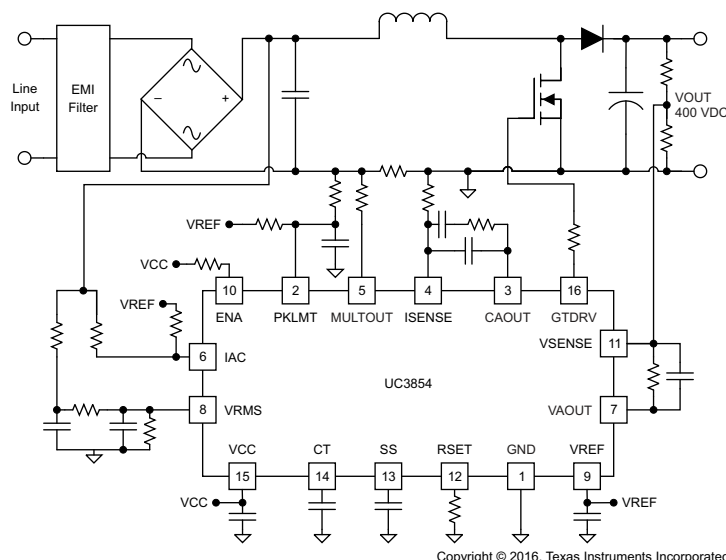 Line
Input
EMI
Filter
VOUT
400 VDC
VREF
VCC
VREF
10
2
5
4
3
16
ENA
PKLMT
MULTOUT
ISENSE
CAOUT
GTDRV
VSENSE
11
6
IAC
UC3854
8
VRMS
VAOUT
7
VCC
CT
SS
RSET
GND
VREF
15
14
13
12
1
9
VCC
VREF
Copyright © 2016, Texas Instruments Incorporated